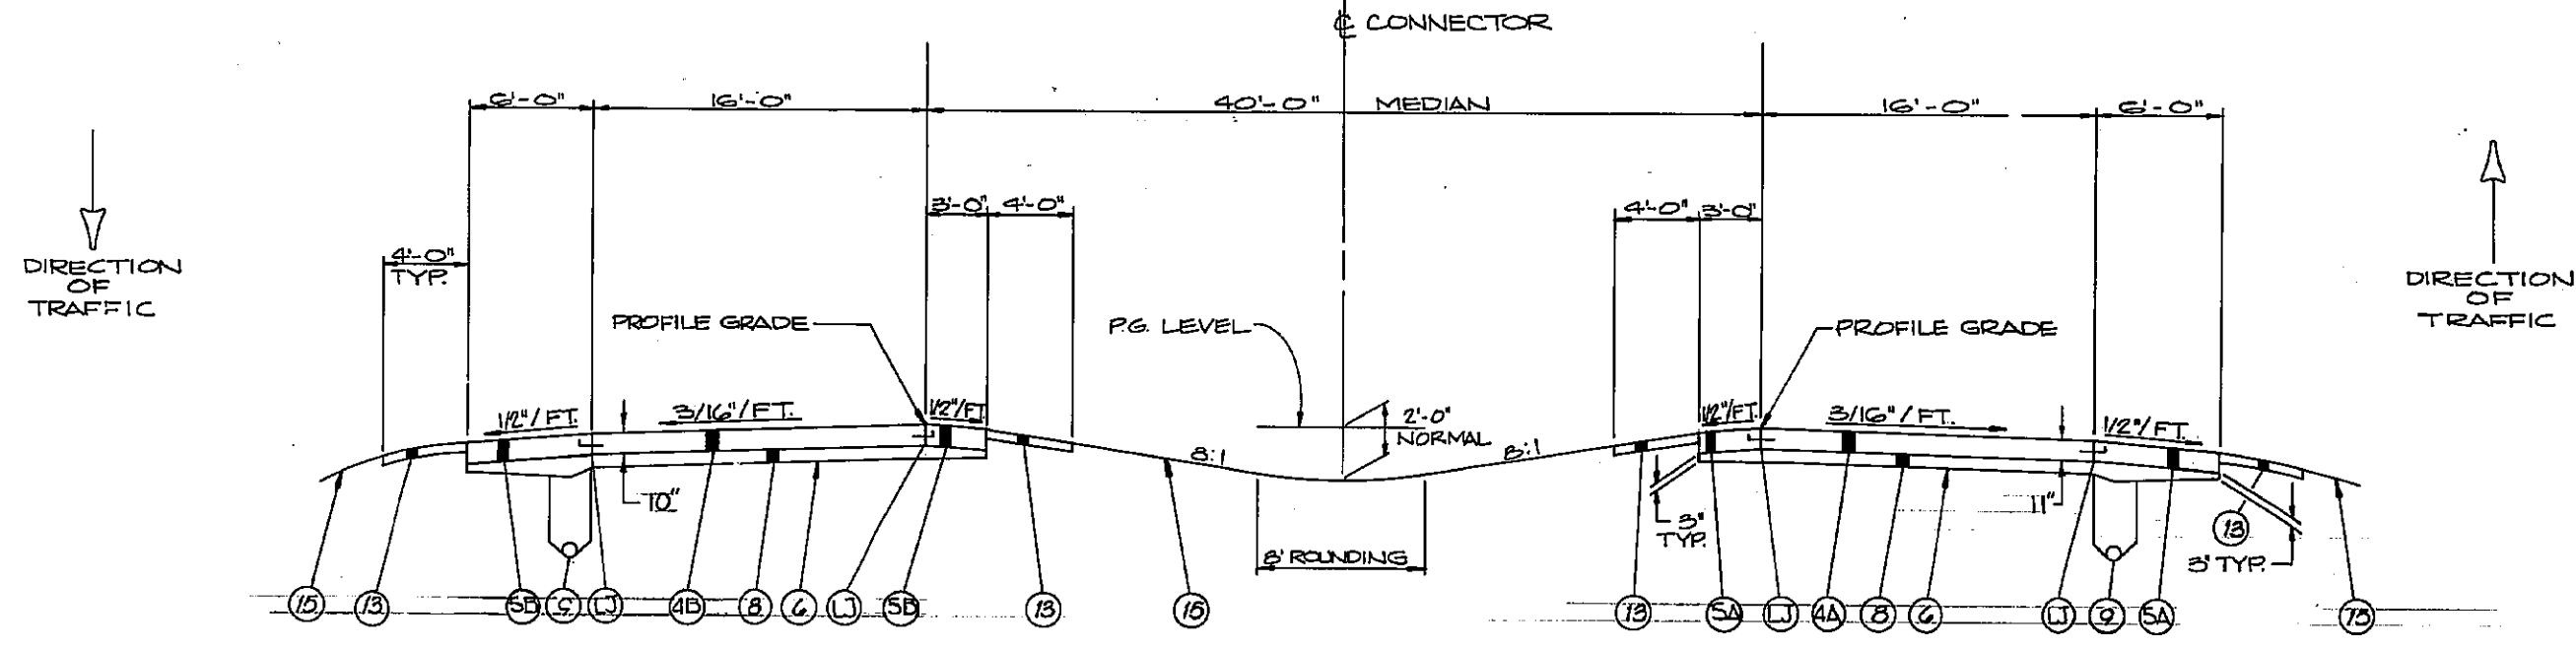 ℄ CONNECTOR
6'-0" 16'-0" 40'-0" MEDIAN 16'-0" 6'-0"
3'-0" 4'-0" 4'-0" 3'-0"
4'-0"
TYP.
DIRECTION
OF
TRAFFIC
DIRECTION
OF
TRAFFIC
PROFILE GRADE P.G. LEVEL PROFILE GRADE
1/2"/FT. 3/16"/FT. 1/2"/FT. 2'-0" 1/2"/FT. 3/16"/FT. 1/2"/FT.
NORMAL
8:1 8:1
10" 3" 11" 13
TYP.
8' ROUNDING 3" TYP.
15 13 5B 9 LJ 4B 8 6 LJ 5B 13 15 13 5A LJ 4A 8 6 LJ 9 5A 15